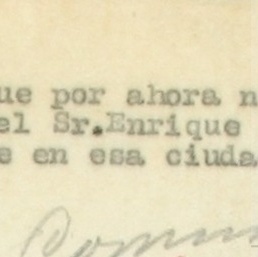 ue por ahora n
el Sr.Enrique
e en esa ciuda